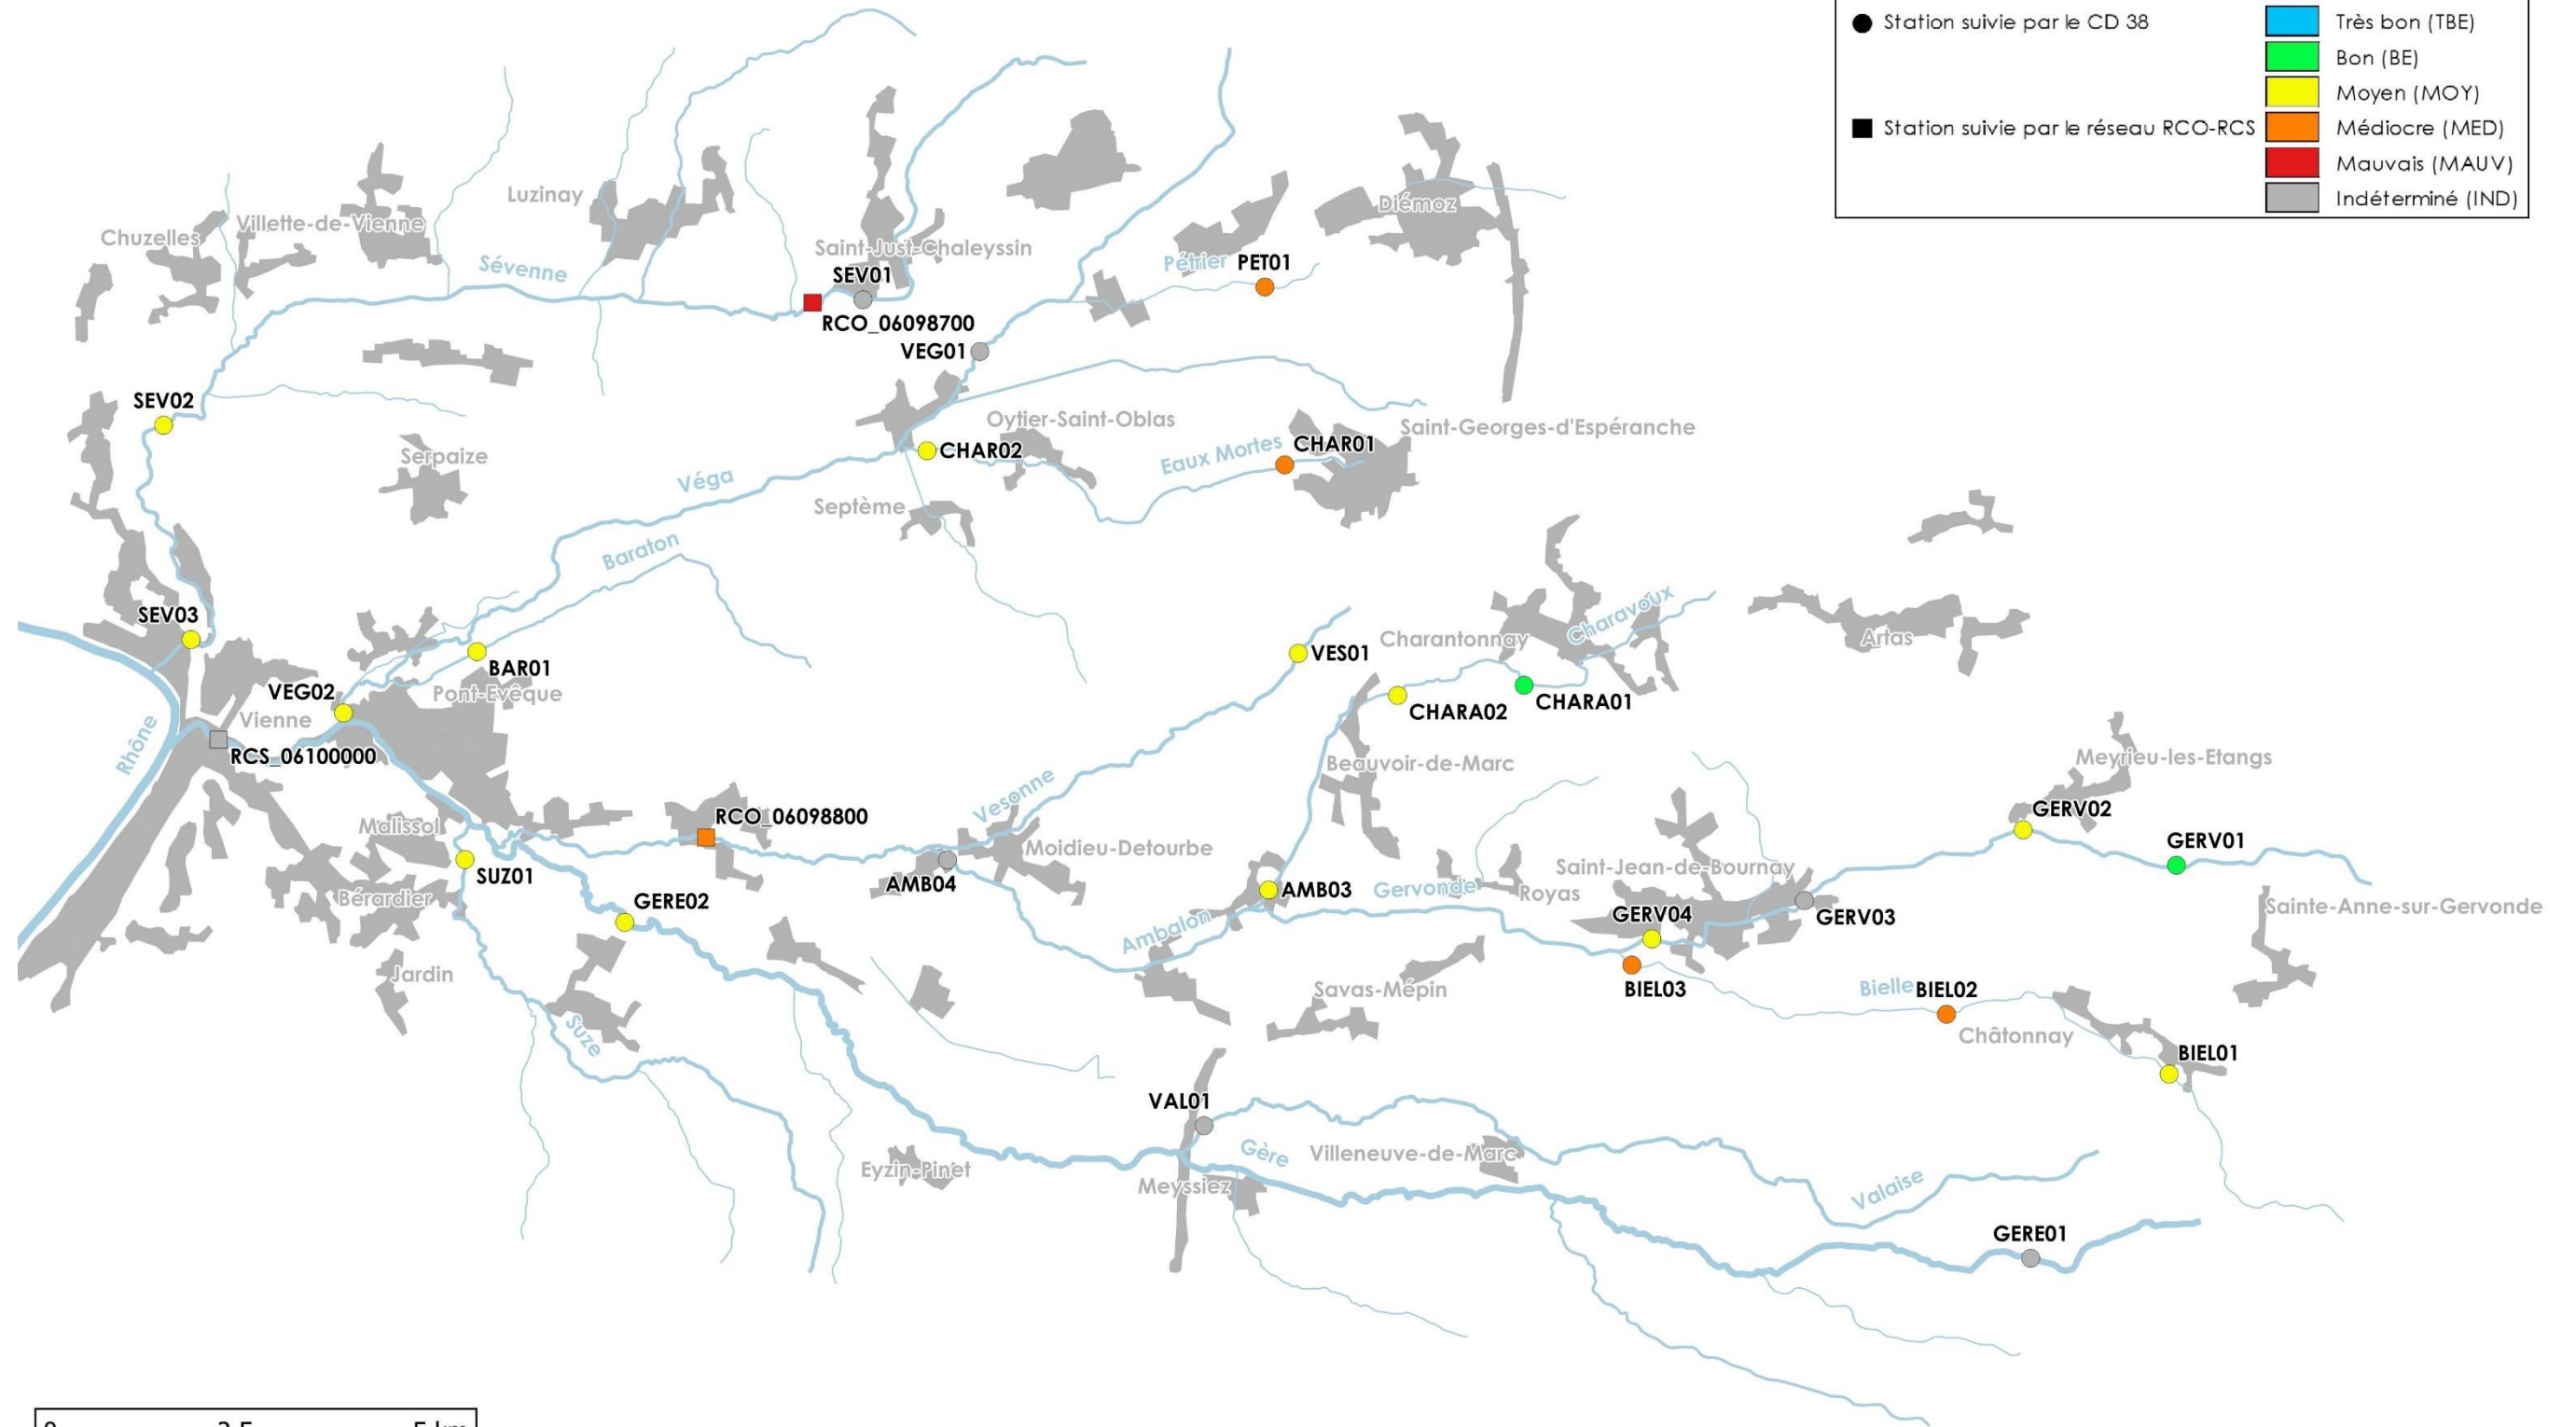 Station suivie par le CD 38
Très bon (TBE)
Bon (BE)
Moyen (MOY)
Station suivie par le réseau RCO-RCS
Médiocre (MED)
Mauvais (MAUV)
Indéterminé (IND)
Luzinay
Diémoz
Villette-de-Vienne
Chuzelles
Saint-Just-Chaleyssin
Pétrier
PET01
Sévenne
SEV01
RCO_06098700
VEG01
SEV02
Oytier-Saint-Oblas
Saint-Georges-d'Espéranche
CHAR01
CHAR02
Eaux Mortes
Serpaize
Véga
Septème
Baraton
SEV03
Charavoux
Charantonnay
Artas
VES01
BAR01
VEG02
Pont-Evêque
CHARA01
CHARA02
Vienne
Rhône
RCS_06100000
Beauvoir-de-Marc
Meyrieu-les-Etangs
Vesonne
GERV02
RCO_06098800
Malissol
GERV01
Moidieu-Detourbe
Saint-Jean-de-Bournay
SUZ01
AMB04
AMB03
Gervonde
Royas
Bérardier
GERE02
GERV04
GERV03
Sainte-Anne-sur-Gervonde
Ambalon
Jardin
Savas-Mépin
BIEL03
Bielle
BIEL02
Suze
Châtonnay
BIEL01
VAL01
Gère
Villeneuve-de-Marc
Eyzin-Pinet
Meyssiez
Valaise
GERE01